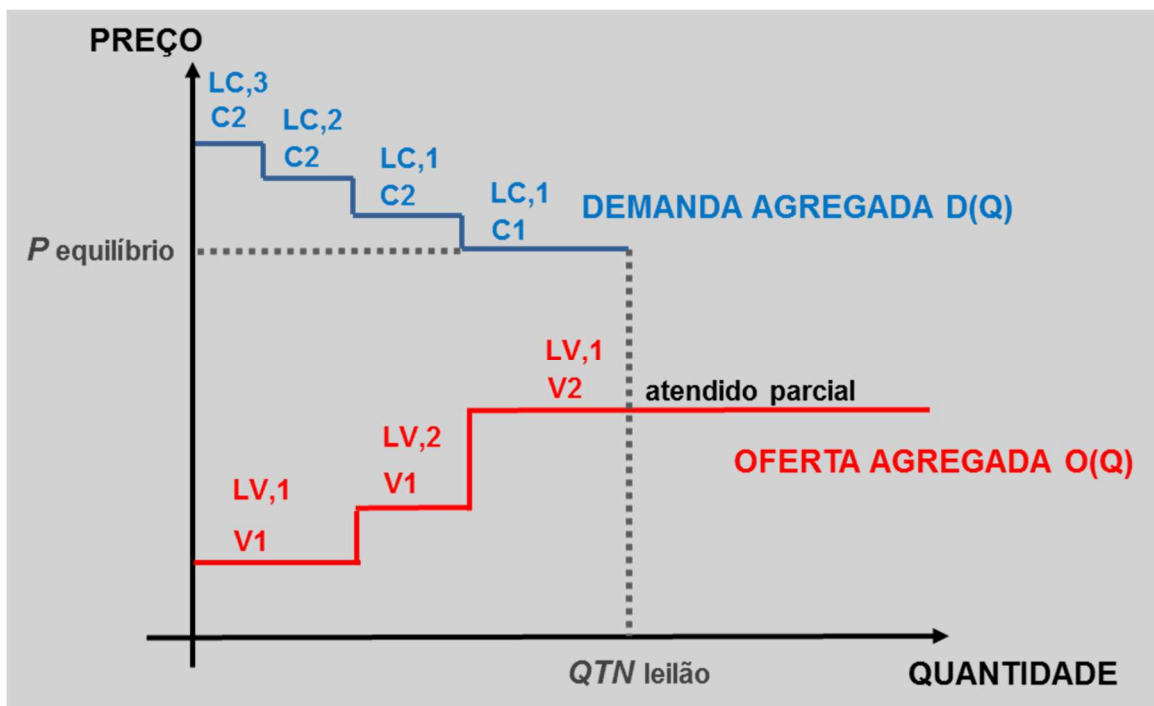 PREÇO
LC,3
C2
LC,2
C2
LC,1
C2
LC,1
C1
DEMANDA AGREGADA D(Q)
P equilíbrio
LV,1
V2
atendido parcial
LV,2
V1
OFERTA AGREGADA O(Q)
LV,1
V1
QTN leilão
QUANTIDADE